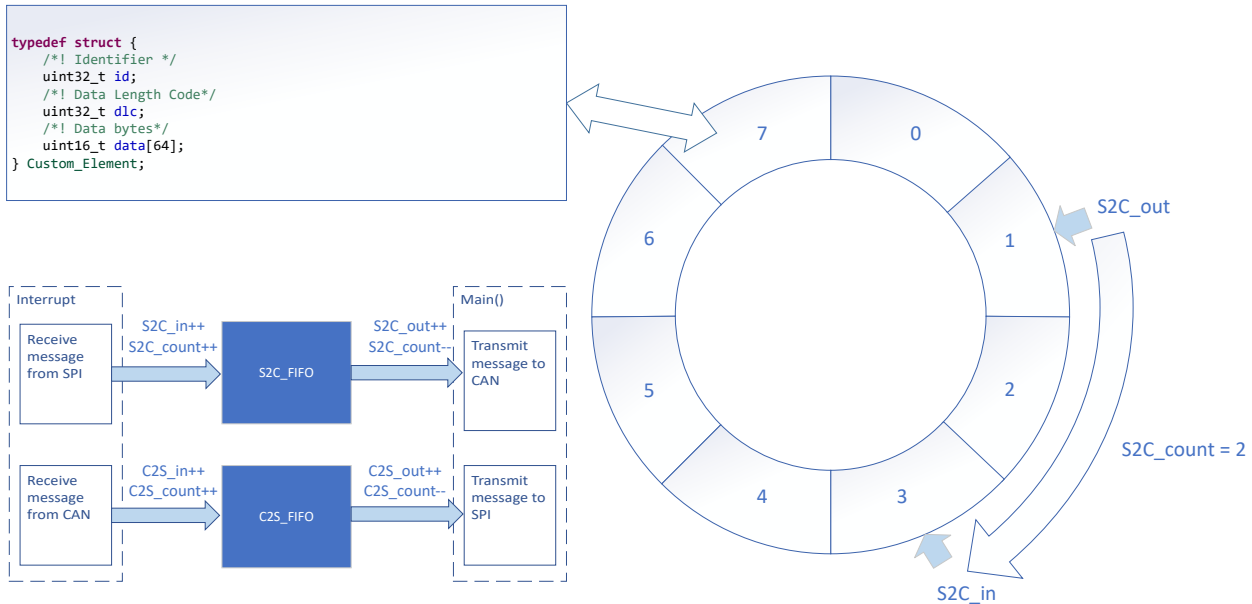 typedef struct {
/*! Identifier */
uint32_t id;
/*! Data Length Code*/
uint32_t dlc;
/*! Data bytes*/
uint16_t data[64];
} Custom_Element;
Interrupt
Receive
message
from SPI
S2C_in++
S2C_count++
S2C_FIFO
S2C_out++
S2C_count--
Main()
Transmit
message to
CAN
Receive
message
from CAN
C2S_in++
C2S_count++
C2S_FIFO
C2S_out++
C2S_count--
Transmit
message to
SPI
7
0
6
1
5
2
4
3
S2C_out
S2C_count = 2
S2C_in